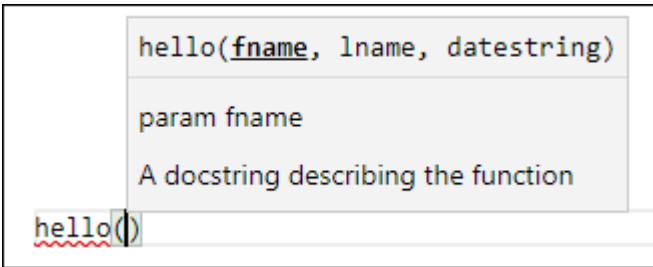 hello(fname, lname, datestring)
param fname
A docstring describing the function
hello()